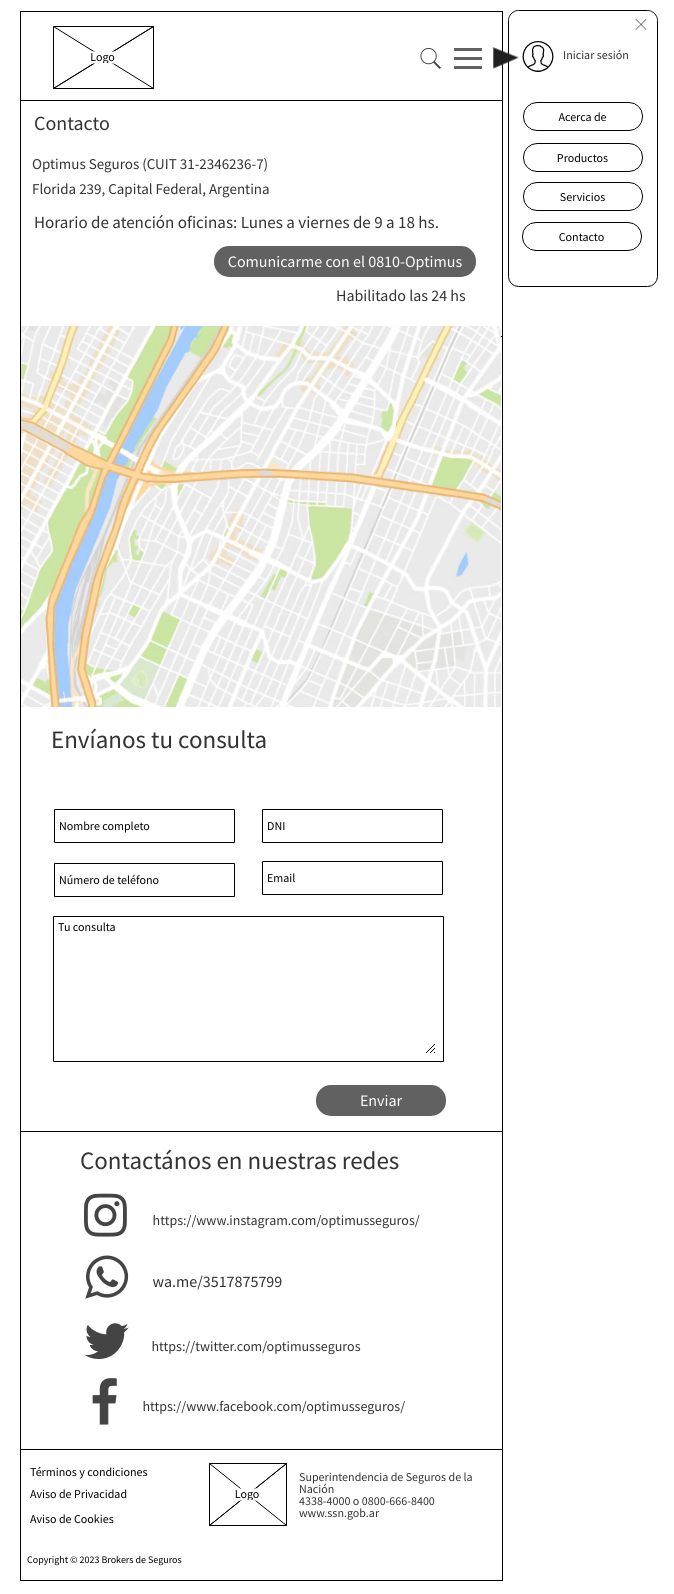 Logo
Iniciar sesión
Acerca de
Productos
Servicios
Contacto
Contacto
Optimus Seguros (CUIT 31-2346236-7)
Florida 239, Capital Federal, Argentina
Horario de atención oficinas: Lunes a viernes de 9 a 18 hs.
Comunicarme con el 0810-Optimus
Habilitado las 24 hs
Envíanos tu consulta
Nombre completo
DNI
Número de teléfono
Email
Tu consulta
Enviar
Contactános en nuestras redes
https://www.instagram.com/optimusseguros/
wa.me/3517875799
https://twitter.com/optimusseguros
https://www.facebook.com/optimusseguros/
Términos y condiciones
Aviso de Privacidad
Aviso de Cookies
Logo
Superintendencia de Seguros de la
Nación
4338-4000 o 0800-666-8400
www.ssn.gob.ar
Copyright © 2023 Brokers de Seguros